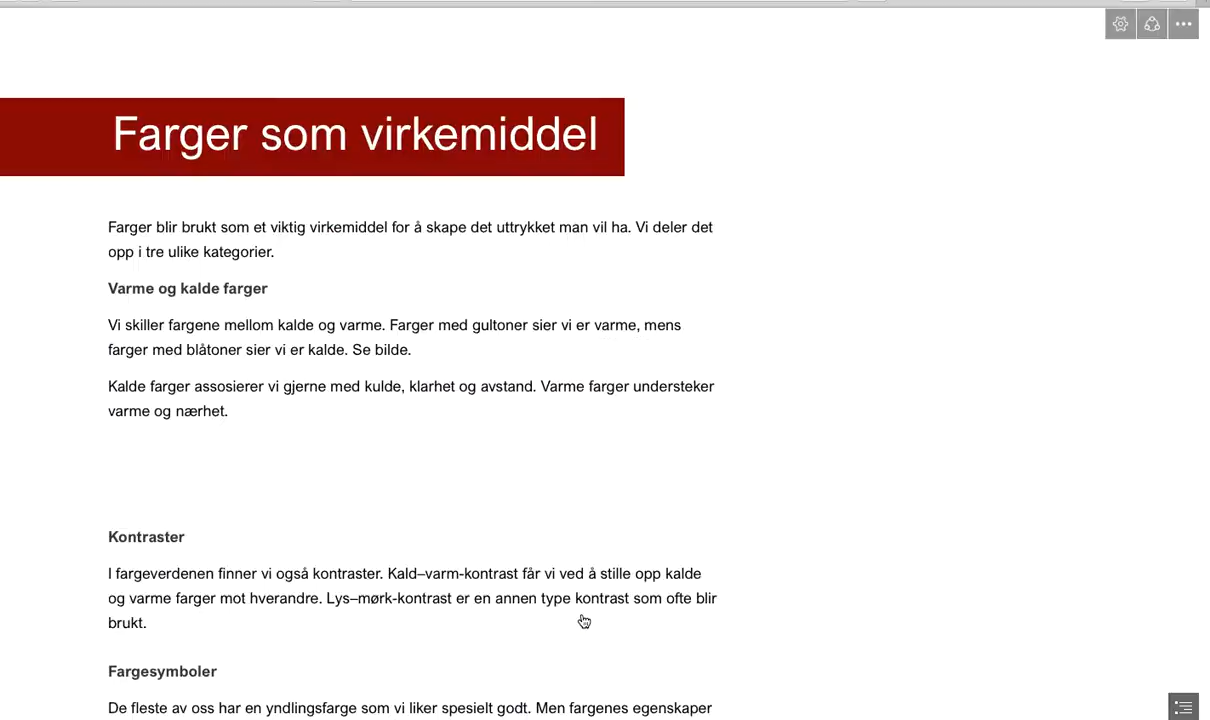 Farger som virkemiddel
Farger blir brukt som et viktig virkemiddel for å skape det uttrykket man vil ha. Vi deler det
opp i tre ulike kategorier.
Varme og kalde farger
Vi skiller fargene mellom kalde og varme. Farger med gultoner sier vi er varme, mens
farger med blåtoner sier vi er kalde. Se bilde.
Kalde farger assosierer vi gjerne med kulde, klarhet og avstand. Varme farger understeker
varme og nærhet.
Kontraster
I fargeverdenen finner vi også kontraster. Kald–varm-kontrast får vi ved å stille opp kalde
og varme farger mot hverandre. Lys–mørk-kontrast er en annen type kontrast som ofte blir
brukt.
Fargesymboler
De fleste av oss har en yndlingsfarge som vi liker spesielt godt. Men fargenes egenskaper